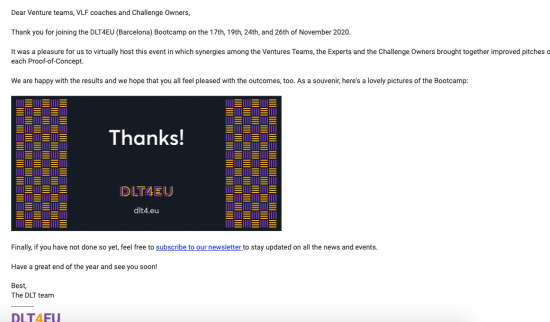 Dear Venture teams, VLF coaches and Challenge Owners,
Thank you for joining the DLT4EU (Barcelona) Bootcamp on the 17th, 19th, 24th, and 26th of November 2020.
It was a pleasure for us to virtually host this event in which synergies among the Ventures Teams, the Experts and the Challenge Owners brought together improved pitches o
each Proof-of-Concept.
We are happy with the results and we hope that you all feel pleased with the outcomes, too. As a souvenir, here's a lovely pictures of the Bootcamp:
Thanks!
DLT4EU
dlt4.eu
Finally, if you have not done so yet, feel free to subscribe to our newsletter to stay updated on all the news and events.
Have a great end of the year and see you soon!
Best,
The DLT team
DLT4EU